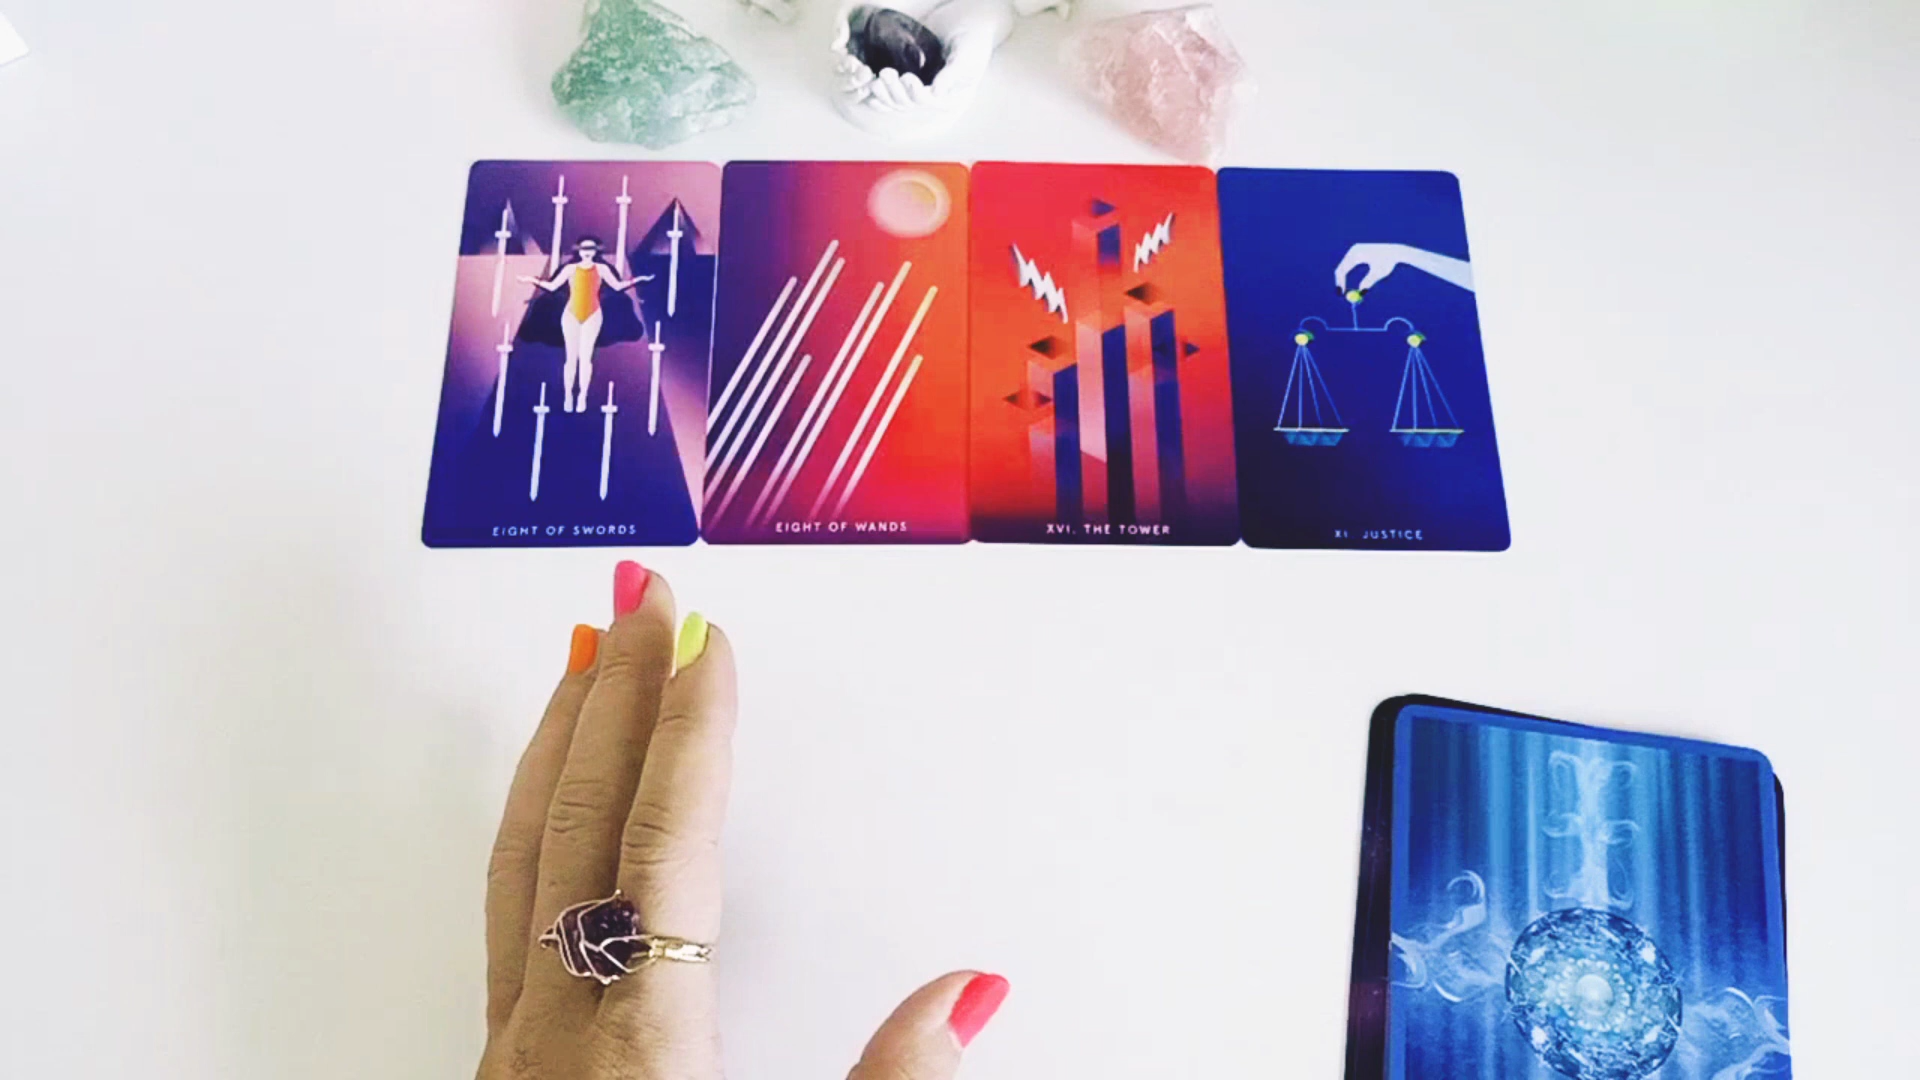 EIGHT OF SWORDS
EIGHT OF WANDS
XVI. THE TOWER
XI. JUSTICE